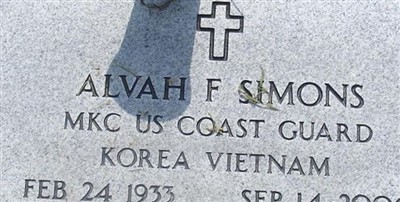 ALVAH F SIMONS
MKC US COAST GUARD
KOREA VIETNAM
FEB 24 1933 SEP 14